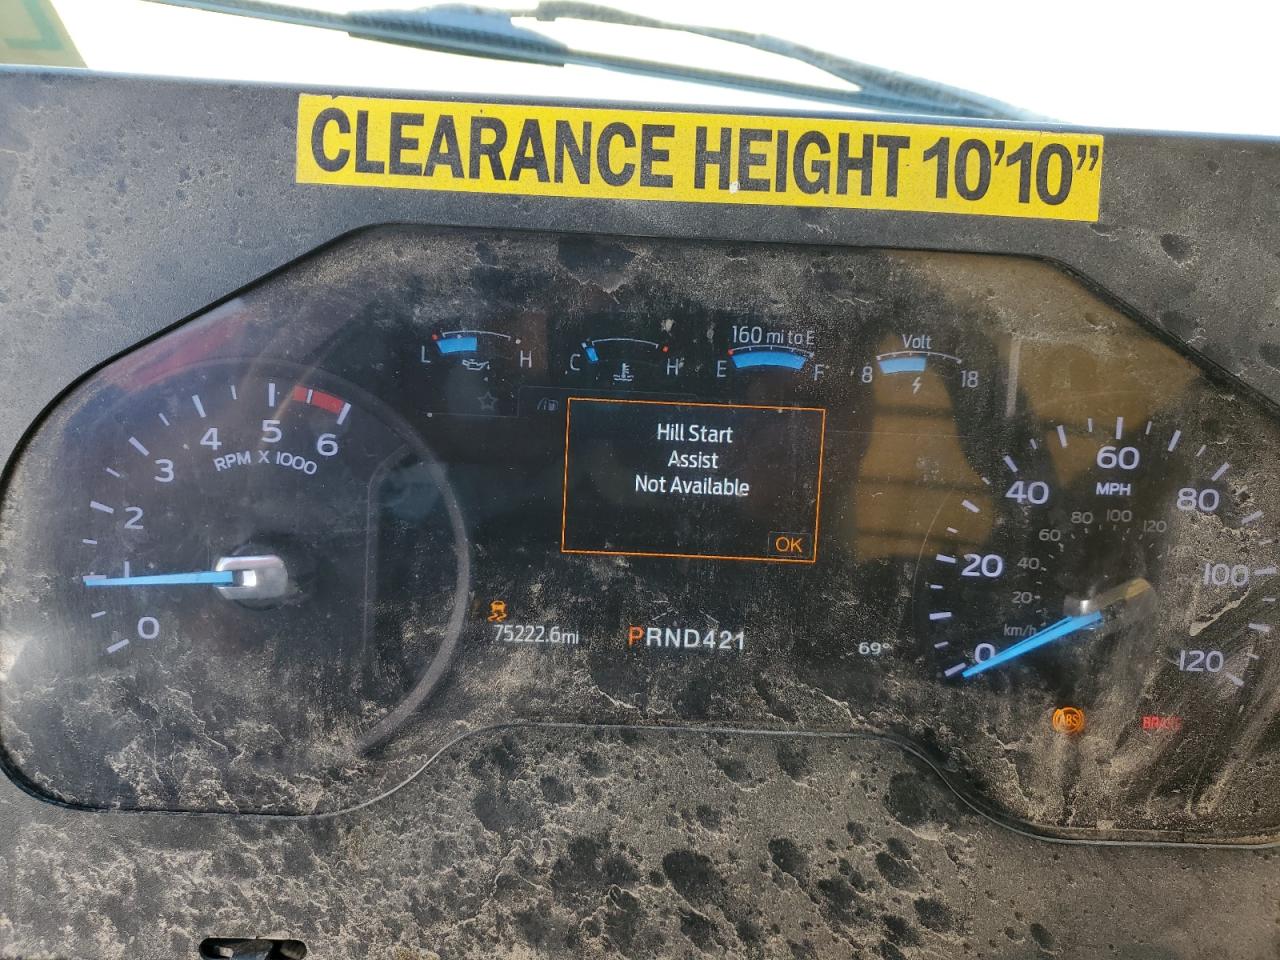 CLEARANCE HEIGHT 10'10"
160 mi to E
Volt
L H
C H
E F
8 18
Hill Start
Assist
Not Available
OK
0 1 2 3 4 5 6
RPM X 1000
0 20 40 60 80 100 120
MPH
20 40 60 80 100 120 140
km/h
75222.6mi
PRND421
69°
ABS
BRAKE